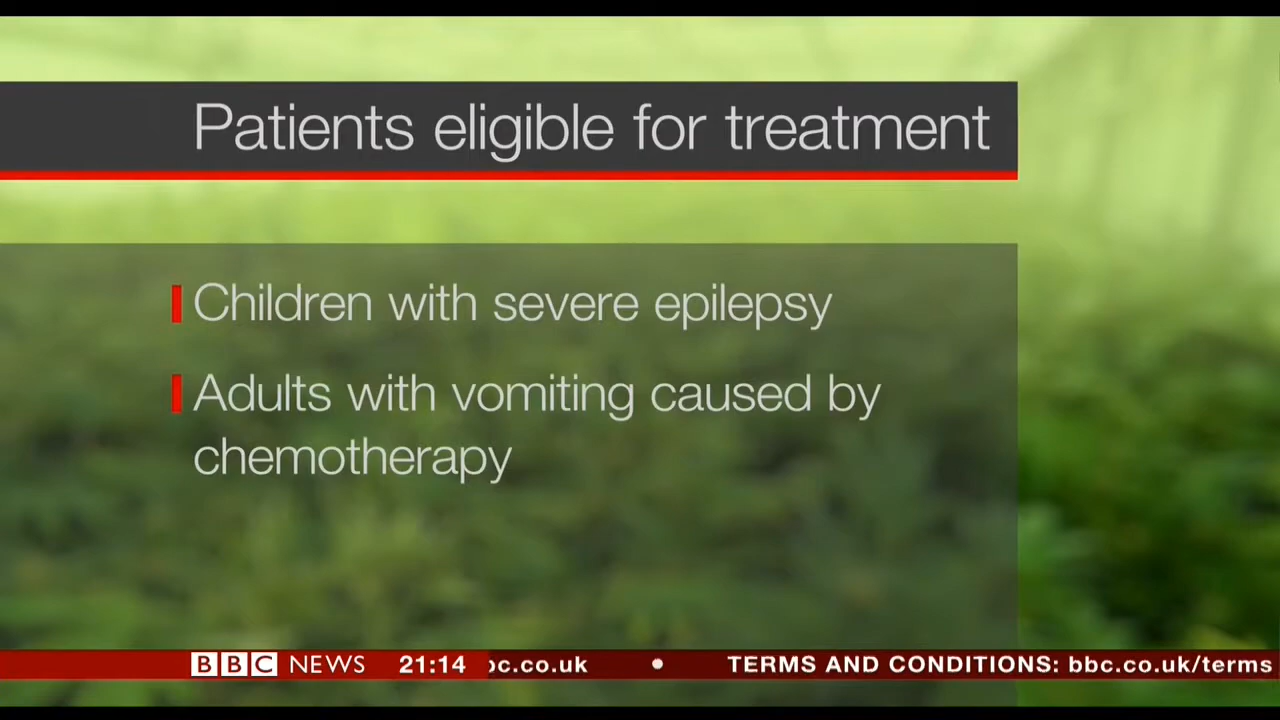 Patients eligible for treatment
Children with severe epilepsy
Adults with vomiting caused by
chemotherapy
BBC NEWS 21:14 c.co.uk • TERMS AND CONDITIONS: bbc.co.uk/terms